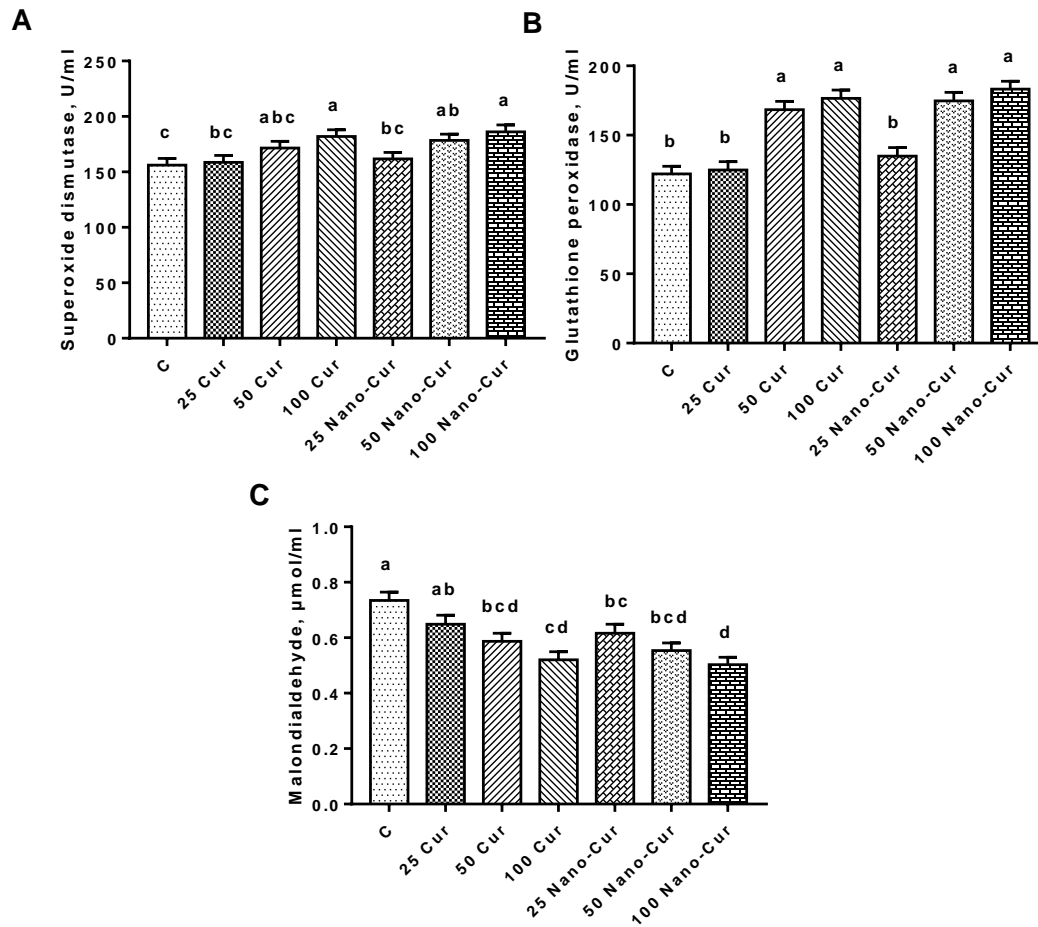 A
Superoxide dismutase, U/ml
250
200
150
100
50
0
c
bc
abc
a
bc
ab
a
C
25 Cur
50 Cur
100 Cur
25 Nano-Cur
50 Nano-Cur
100 Nano-Cur
B
Glutathione peroxidase, U/ml
200
150
100
50
0
b
b
a
a
b
a
a
C
25 Cur
50 Cur
100 Cur
25 Nano-Cur
50 Nano-Cur
100 Nano-Cur
C
Malondialdehyde, µmol/ml
1.0
0.8
0.6
0.4
0.2
0.0
a
ab
bcd
cd
bc
bcd
d
C
25 Cur
50 Cur
100 Cur
25 Nano-Cur
50 Nano-Cur
100 Nano-Cur